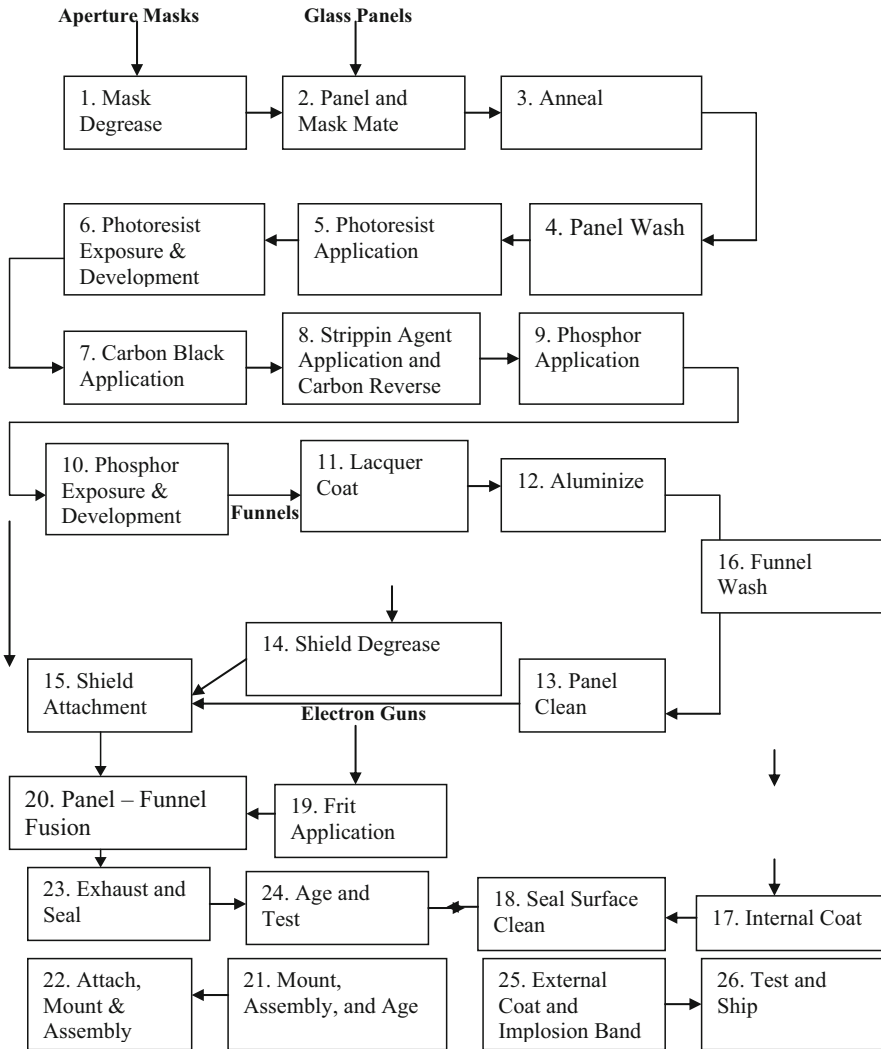 Aperture Masks
Glass Panels
1. Mask
Degrease
2. Panel and
Mask Mate
3. Anneal
6. Photoresist
Exposure &
Development
5. Photoresist
Application
4. Panel Wash
7. Carbon Black
Application
8. Strippin Agent
Application and
Carbon Reverse
9. Phosphor
Application
10. Phosphor
Exposure &
Development
Funnels
11. Lacquer
Coat
12. Aluminize
16. Funnel
Wash
14. Shield Degrease
15. Shield
Attachment
13. Panel
Clean
Electron Guns
20. Panel – Funnel
Fusion
19. Frit
Application
23. Exhaust and
Seal
24. Age and
Test
18. Seal Surface
Clean
17. Internal Coat
22. Attach,
Mount &
Assembly
21. Mount,
Assembly, and Age
25. External
Coat and
Implosion Band
26. Test and
Ship